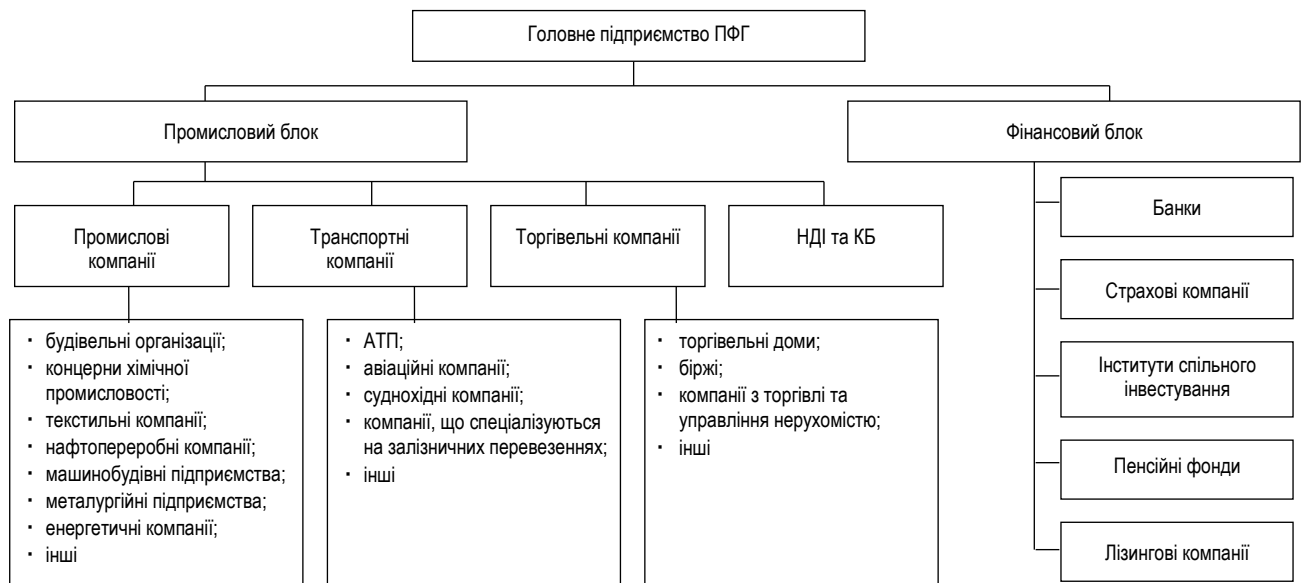 Головне підприємство ПФГ
Промисловий блок
Фінансовий блок
Промислові
компанії
Транспортні
компанії
Торгівельні компанії
НДІ та КБ
· будівельні організації;
· концерни хімічної
промисловості;
· текстильні компанії;
· нафтопереробні компанії;
· машинобудівні підприємства;
· металургійні підприємства;
· енергетичні компанії;
· інші
· АТП;
· авіаційні компанії;
· суднохідні компанії;
· компанії, що спеціалізуються
на залізничних перевезеннях;
· інші
· торгівельні доми;
· біржі;
· компанії з торгівлі та
управління нерухомістю;
· інші
Банки
Страхові компанії
Інститути спільного
інвестування
Пенсійні фонди
Лізингові компанії